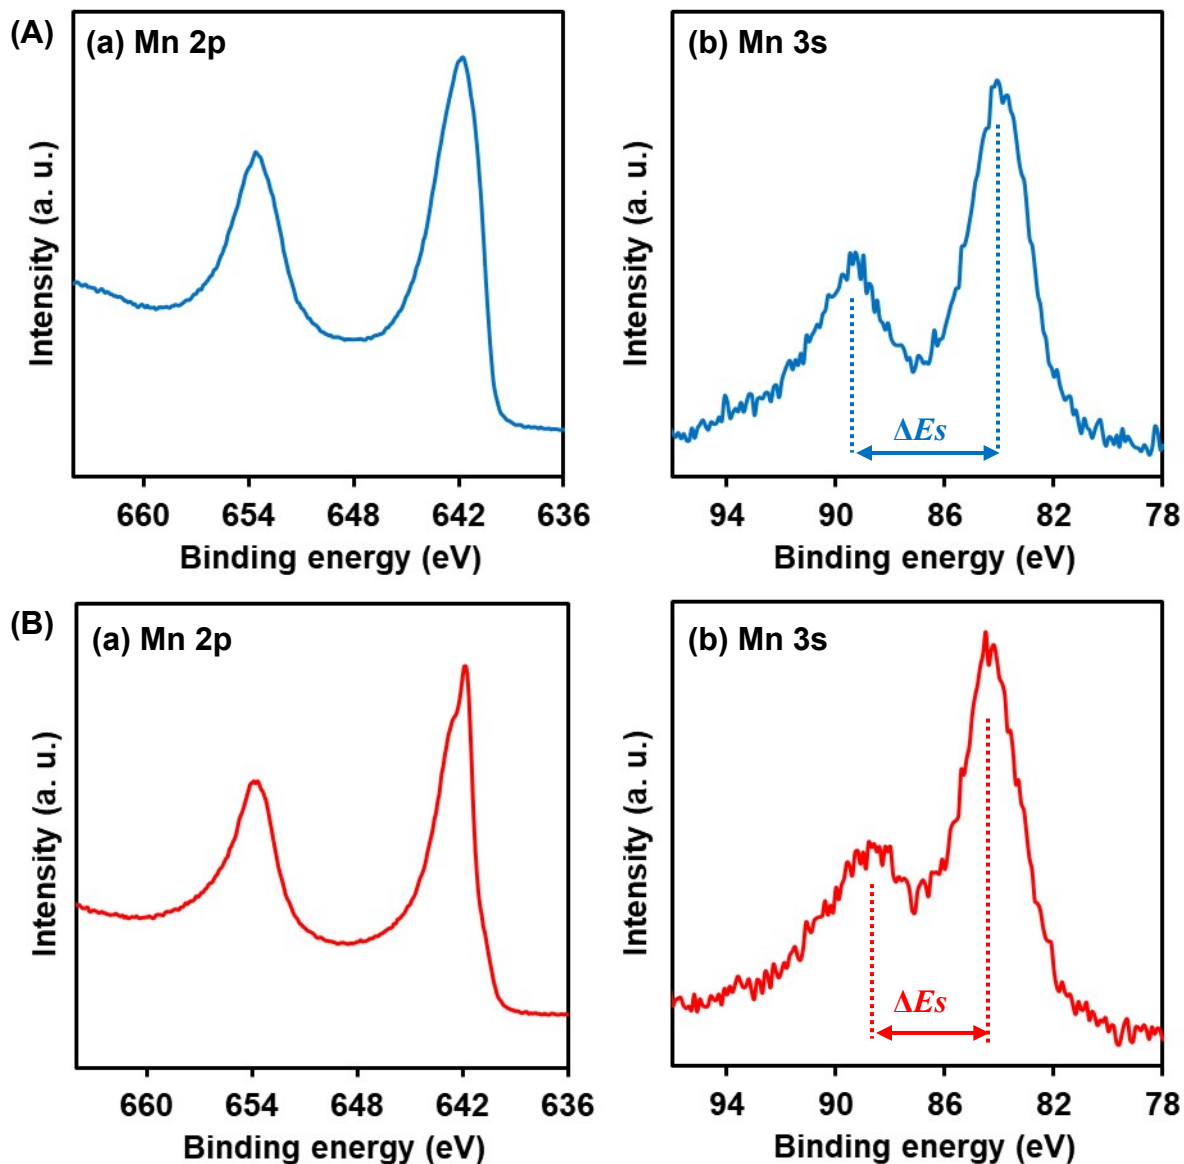 (A)
(a) Mn 2p
Intensity (a. u.)
660 654 648 642 636
Binding energy (eV)
(b) Mn 3s
Intensity (a. u.)
ΔEs
94 90 86 82 78
Binding energy (eV)
(B)
(a) Mn 2p
Intensity (a. u.)
660 654 648 642 636
Binding energy (eV)
(b) Mn 3s
Intensity (a. u.)
ΔEs
94 90 86 82 78
Binding energy (eV)